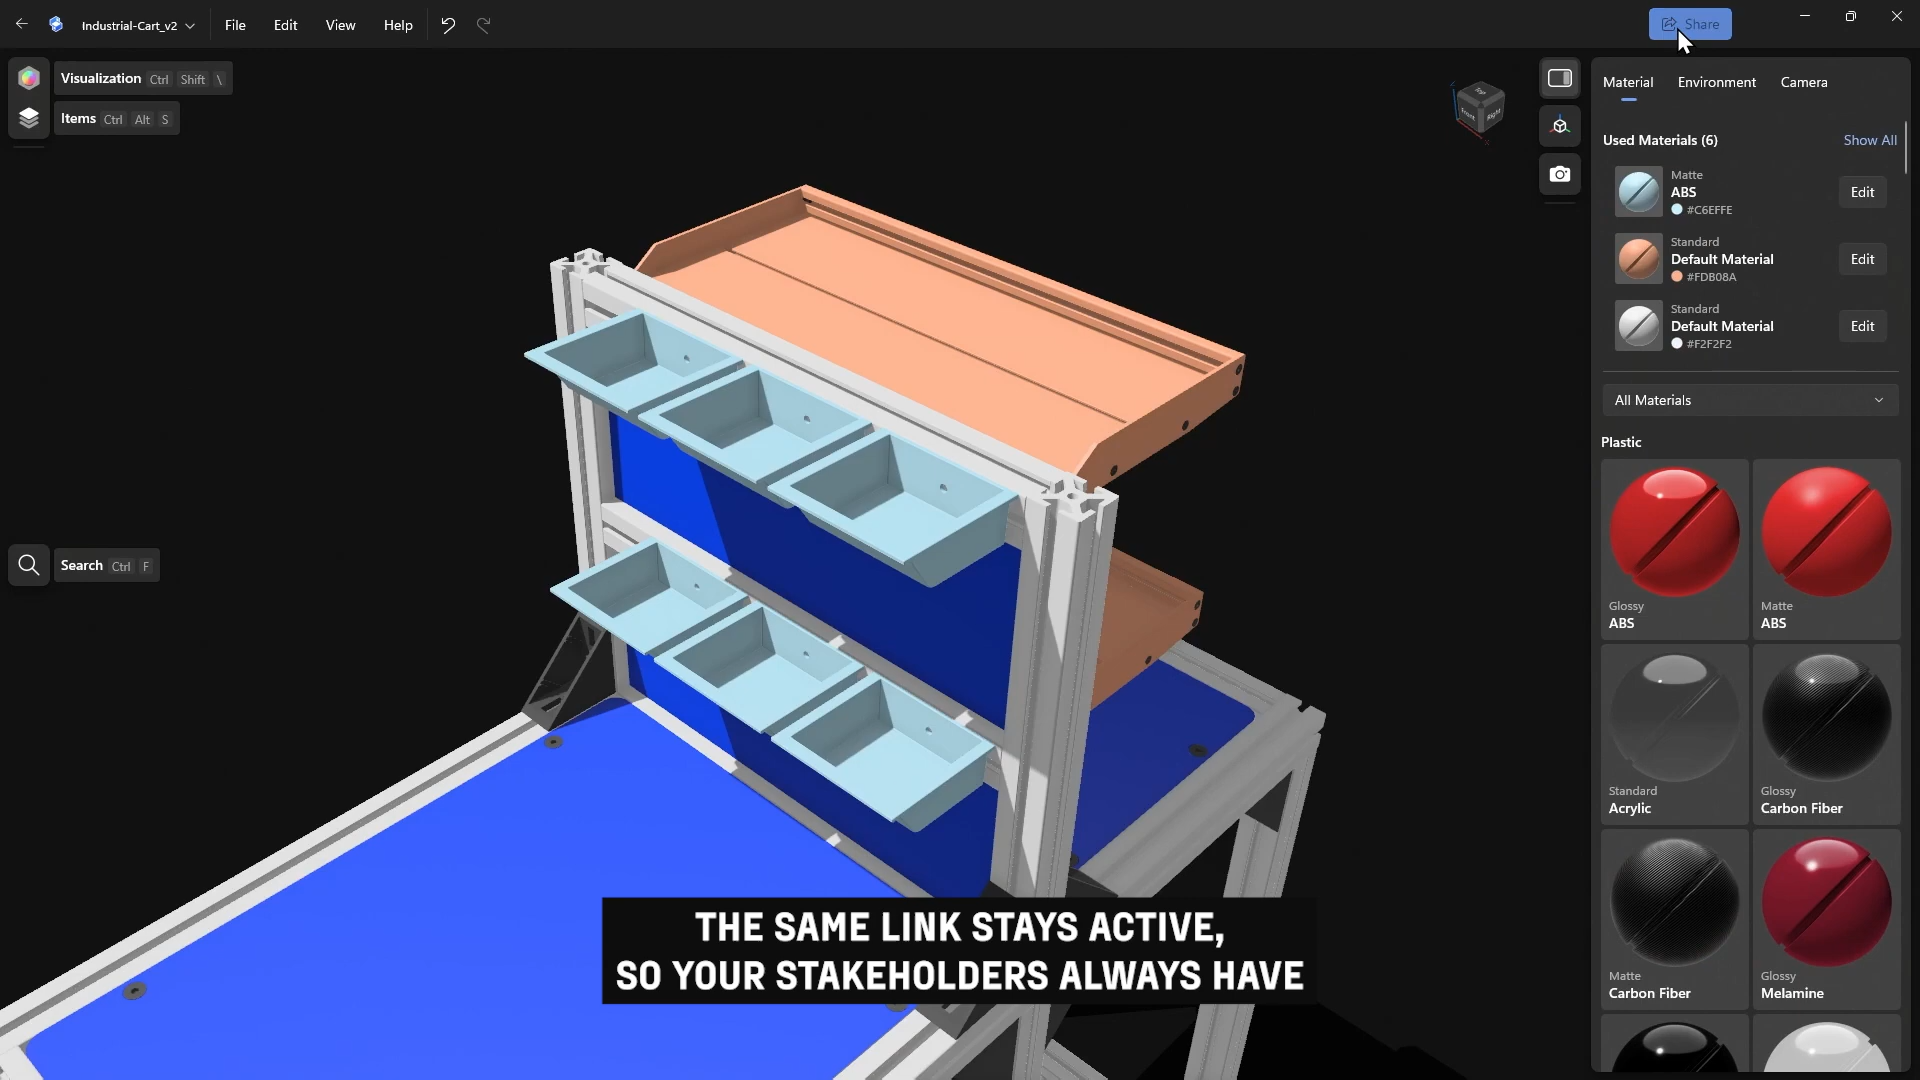 Industrial-Cart_v2
File
Edit
View
Help
Share
Visualization Ctrl Shift \
Items Ctrl Alt S
Search Ctrl F
Top
Front
Right
Material
Environment
Camera
Used Materials (6)
Show All
Matte
ABS
#C6EFFE
Edit
Standard
Default Material
#FDB08A
Edit
Standard
Default Material
#F2F2F2
Edit
All Materials
Plastic
Glossy
ABS
Matte
ABS
Standard
Acrylic
Glossy
Carbon Fiber
Matte
Carbon Fiber
Glossy
Melamine
THE SAME LINK STAYS ACTIVE,
SO YOUR STAKEHOLDERS ALWAYS HAVE